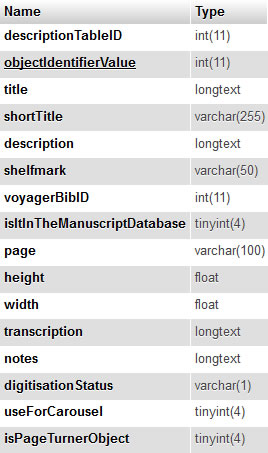 Name Type
descriptionTableID int(11)
objectIdentifierValue int(11)
title longtext
shortTitle varchar(255)
description longtext
shelfmark varchar(50)
voyagerBibID int(11)
isItInTheManuscriptDatabase tinyint(4)
page varchar(100)
height float
width float
transcription longtext
notes longtext
digitisationStatus varchar(1)
useForCarousel tinyint(4)
isPageTurnerObject tinyint(4)